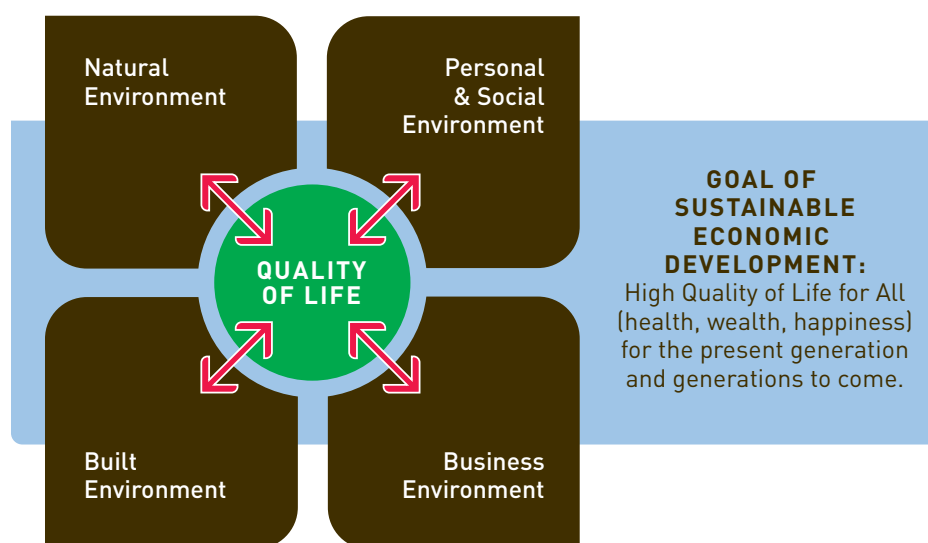 Natural
Environment
Personal
& Social
Environment
QUALITY
OF LIFE
Built
Environment
Business
Environment
GOAL OF
SUSTAINABLE
ECONOMIC
DEVELOPMENT:
High Quality of Life for All
(health, wealth, happiness)
for the present generation
and generations to come.